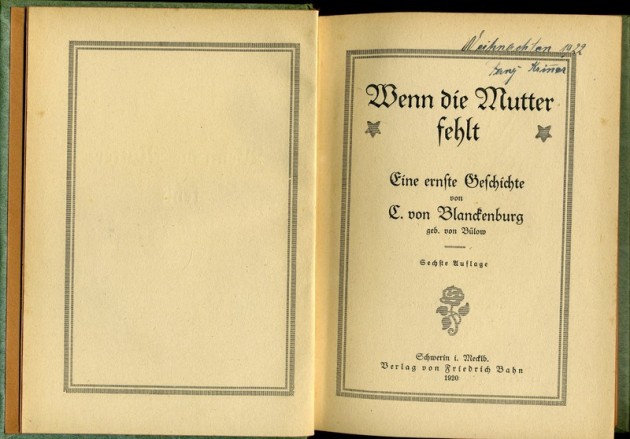 Weihnachten 1922
Wenn die Mutter
fehlt
Eine ernste Geschichte
von
C. von Blanckenburg
geb. von Bülow
Sechste Auflage
Schwerin i. Mecklb.
Verlag von Friedrich Bahn
1920